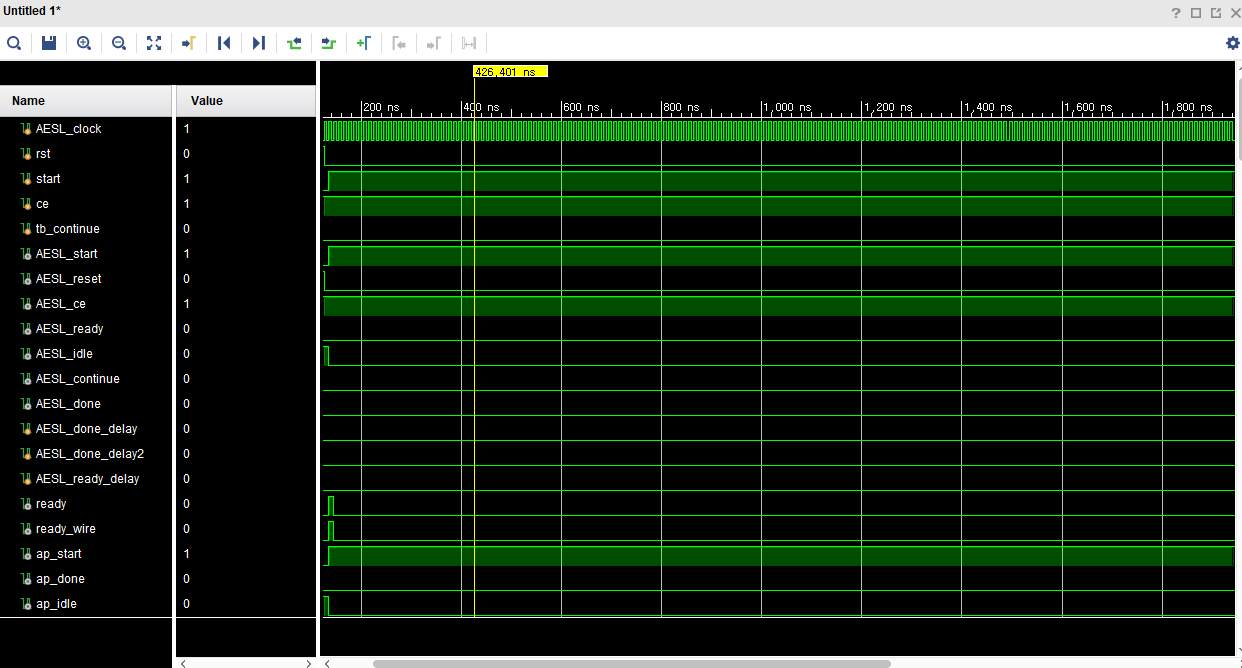 Untitled 1*
?
426,401 ns
Name Value
200 ns 400 ns 600 ns 800 ns 1,000 ns 1,200 ns 1,400 ns 1,600 ns 1,800 ns
AESL_clock 1
rst 0
start 1
ce 1
tb_continue 0
AESL_start 1
AESL_reset 0
AESL_ce 1
AESL_ready 0
AESL_idle 0
AESL_continue 0
AESL_done 0
AESL_done_delay 0
AESL_done_delay2 0
AESL_ready_delay 0
ready 0
ready_wire 0
ap_start 1
ap_done 0
ap_idle 0